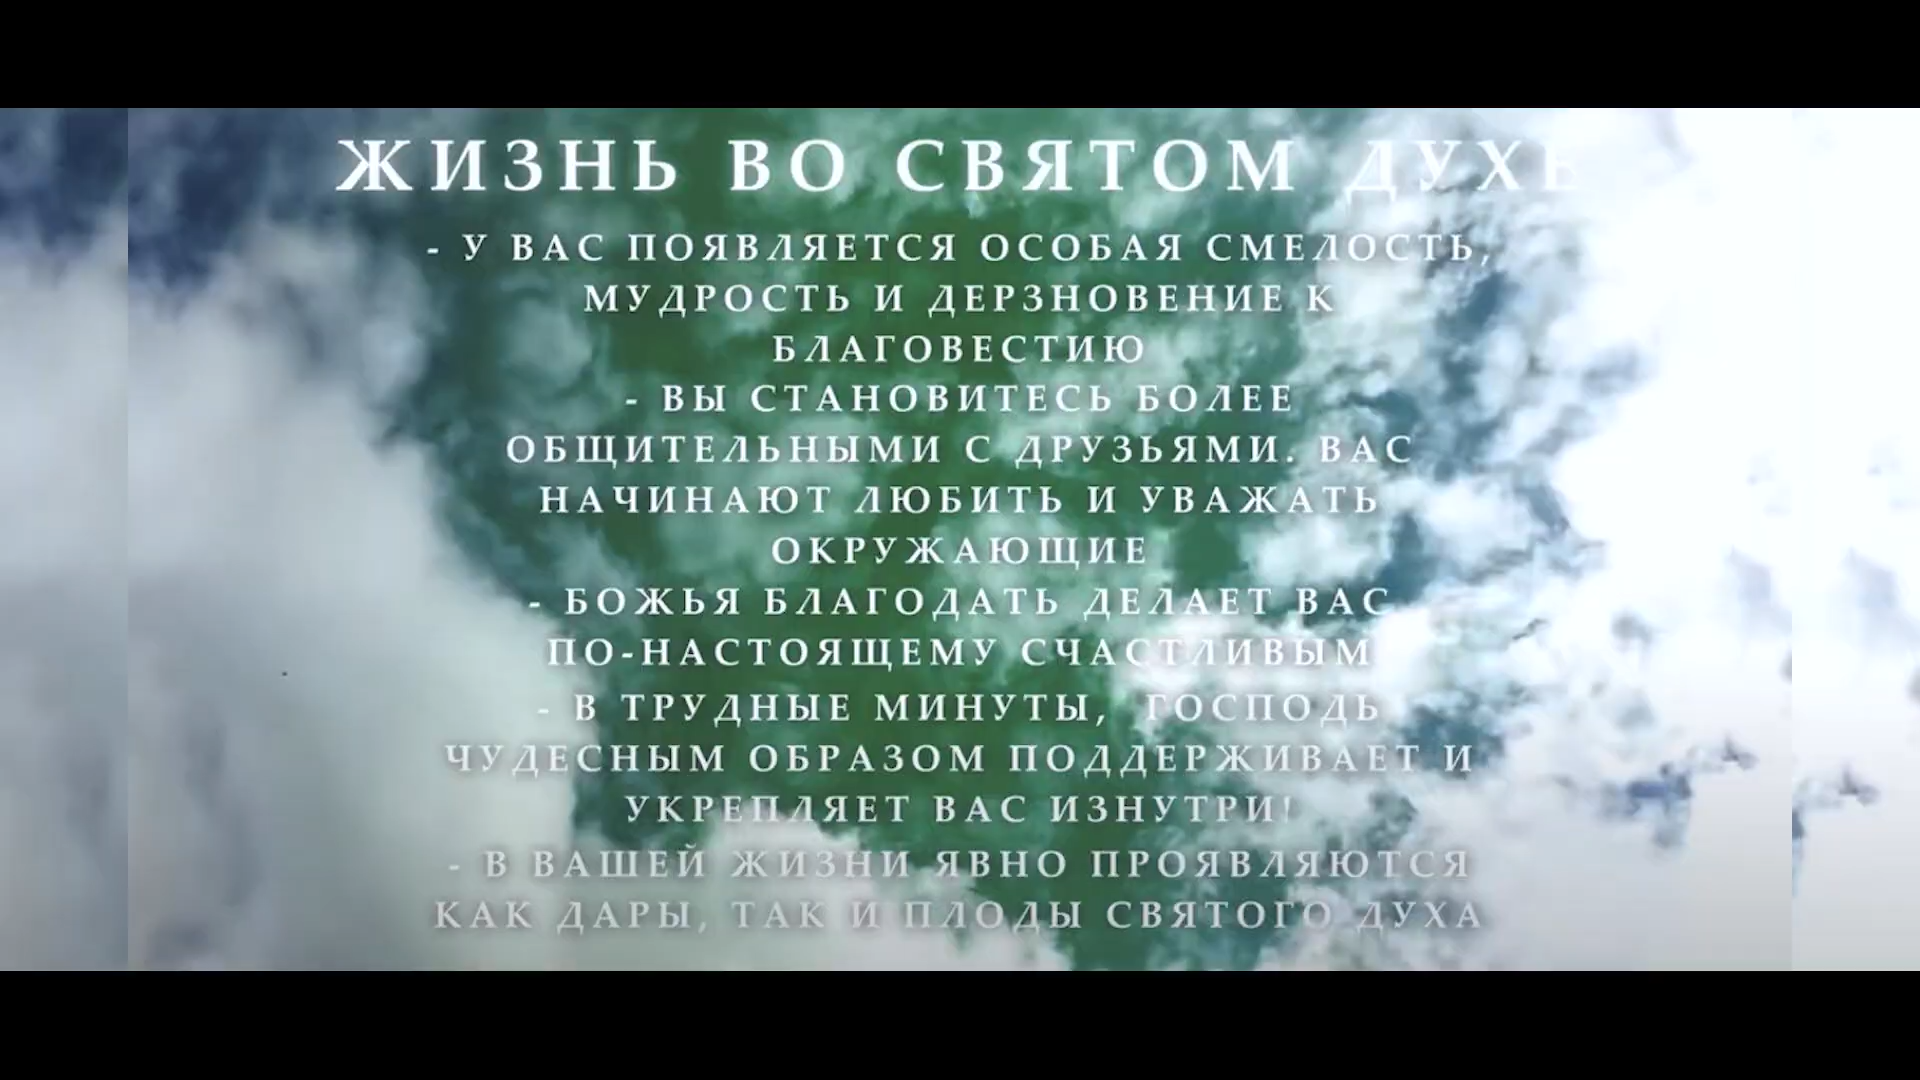 ЖИЗНЬ ВО СВЯТОМ ДУХЕ
- У ВАС ПОЯВЛЯЕТСЯ ОСОБАЯ СМЕЛОСТЬ,
МУДРОСТЬ И ДЕРЗНОВЕНИЕ К
БЛАГОВЕСТИЮ
- ВЫ СТАНОВИТЕСЬ БОЛЕЕ
ОБЩИТЕЛЬНЫМИ С ДРУЗЬЯМИ. ВАС
НАЧИНАЮТ ЛЮБИТЬ И УВАЖАТЬ
ОКРУЖАЮЩИЕ
- БОЖЬЯ БЛАГОДАТЬ ДЕЛАЕТ ВАС
ПО-НАСТОЯЩЕМУ СЧАСТЛИВЫМ
- В ТРУДНЫЕ МИНУТЫ, ГОСПОДЬ
ЧУДЕСНЫМ ОБРАЗОМ ПОДДЕРЖИВАЕТ И
УКРЕПЛЯЕТ ВАС ИЗНУТРИ!
- В ВАШЕЙ ЖИЗНИ ЯВНО ПРОЯВЛЯЮТСЯ
КАК ДАРЫ, ТАК И ПЛОДЫ СВЯТОГО ДУХА